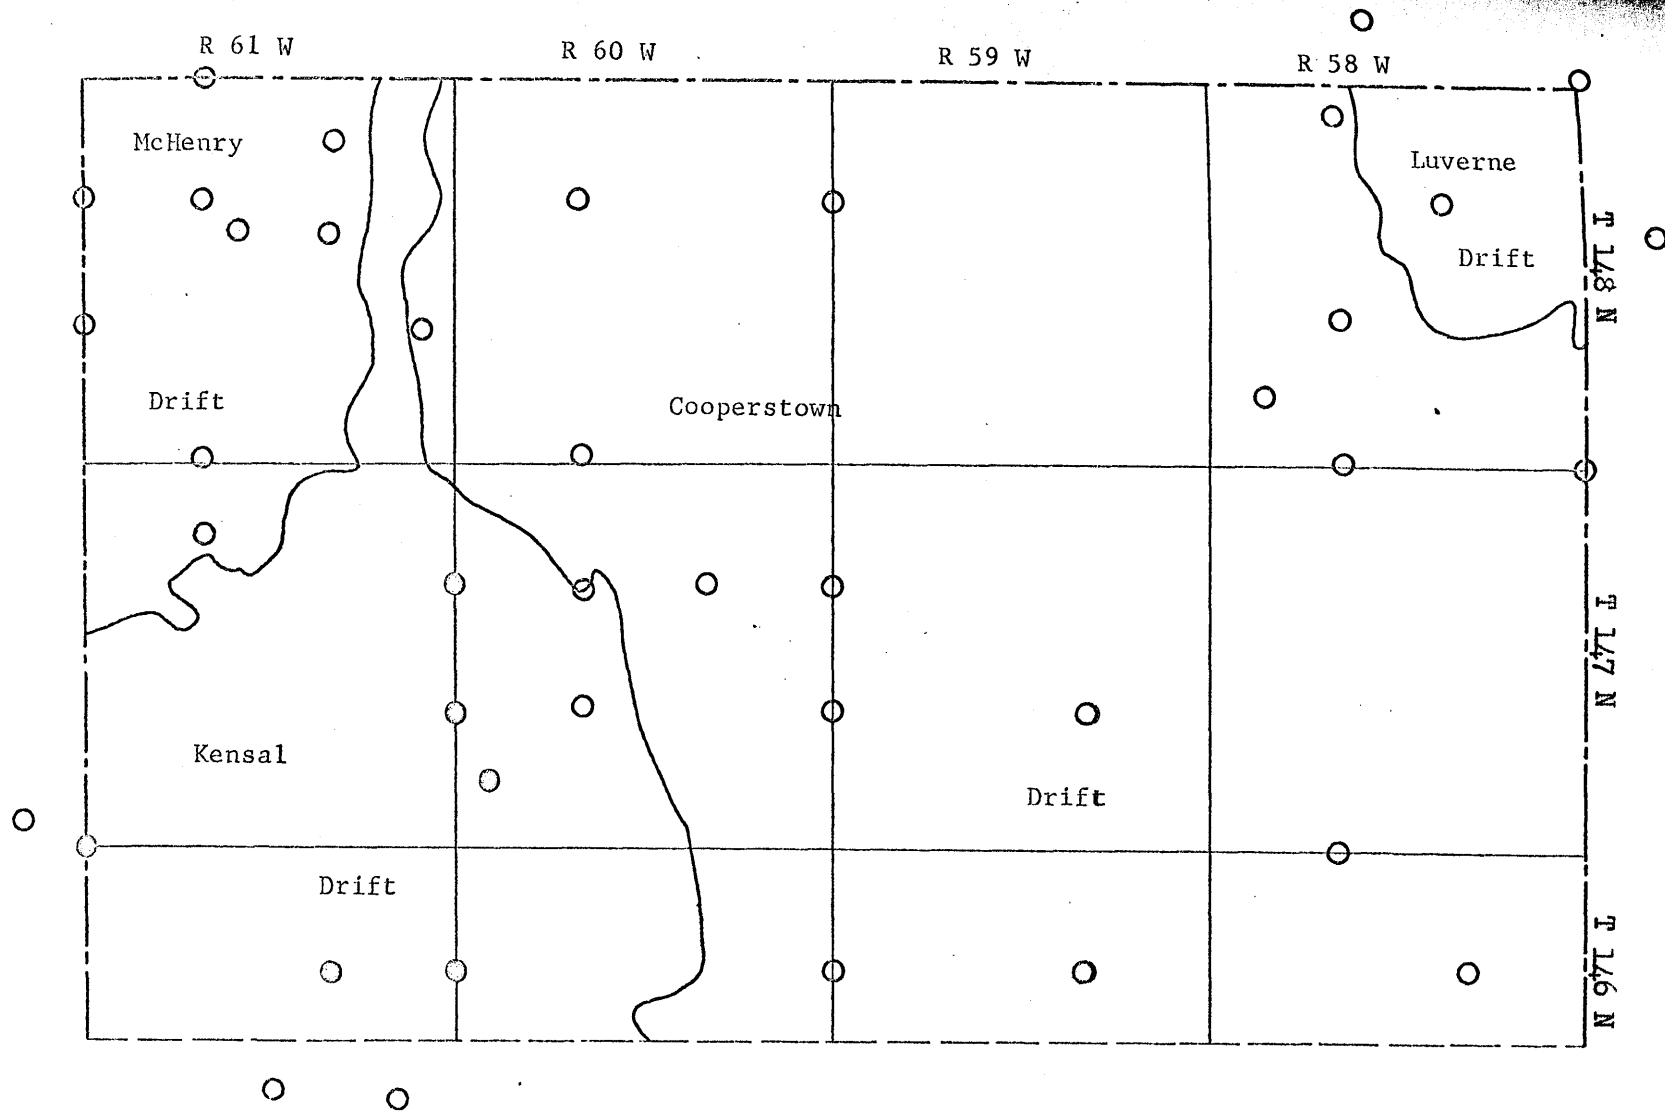 R 61 W
R 60 W
R 59 W
R 58 W
McHenry
Luverne
T 148 N
Drift
Drift
Cooperstown
T 147 N
Kensal
Drift
Drift
T 146 N